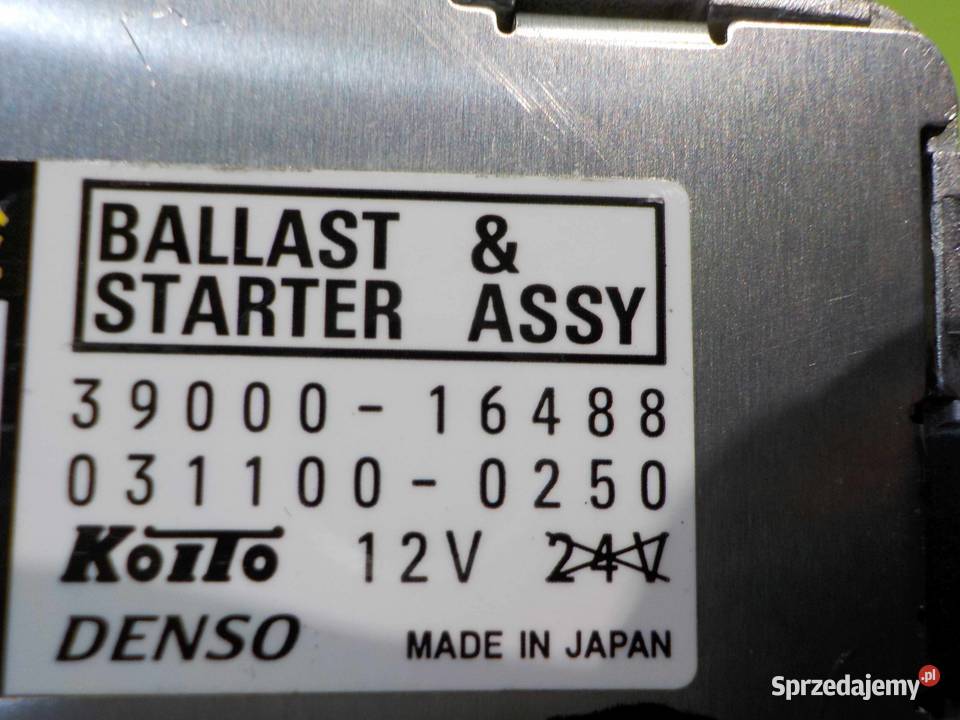 BALLAST &
STARTER ASSY
39000-16488
031100-0250
KOITO 12V 24V
DENSO MADE IN JAPAN
Sprzedajemy.pl